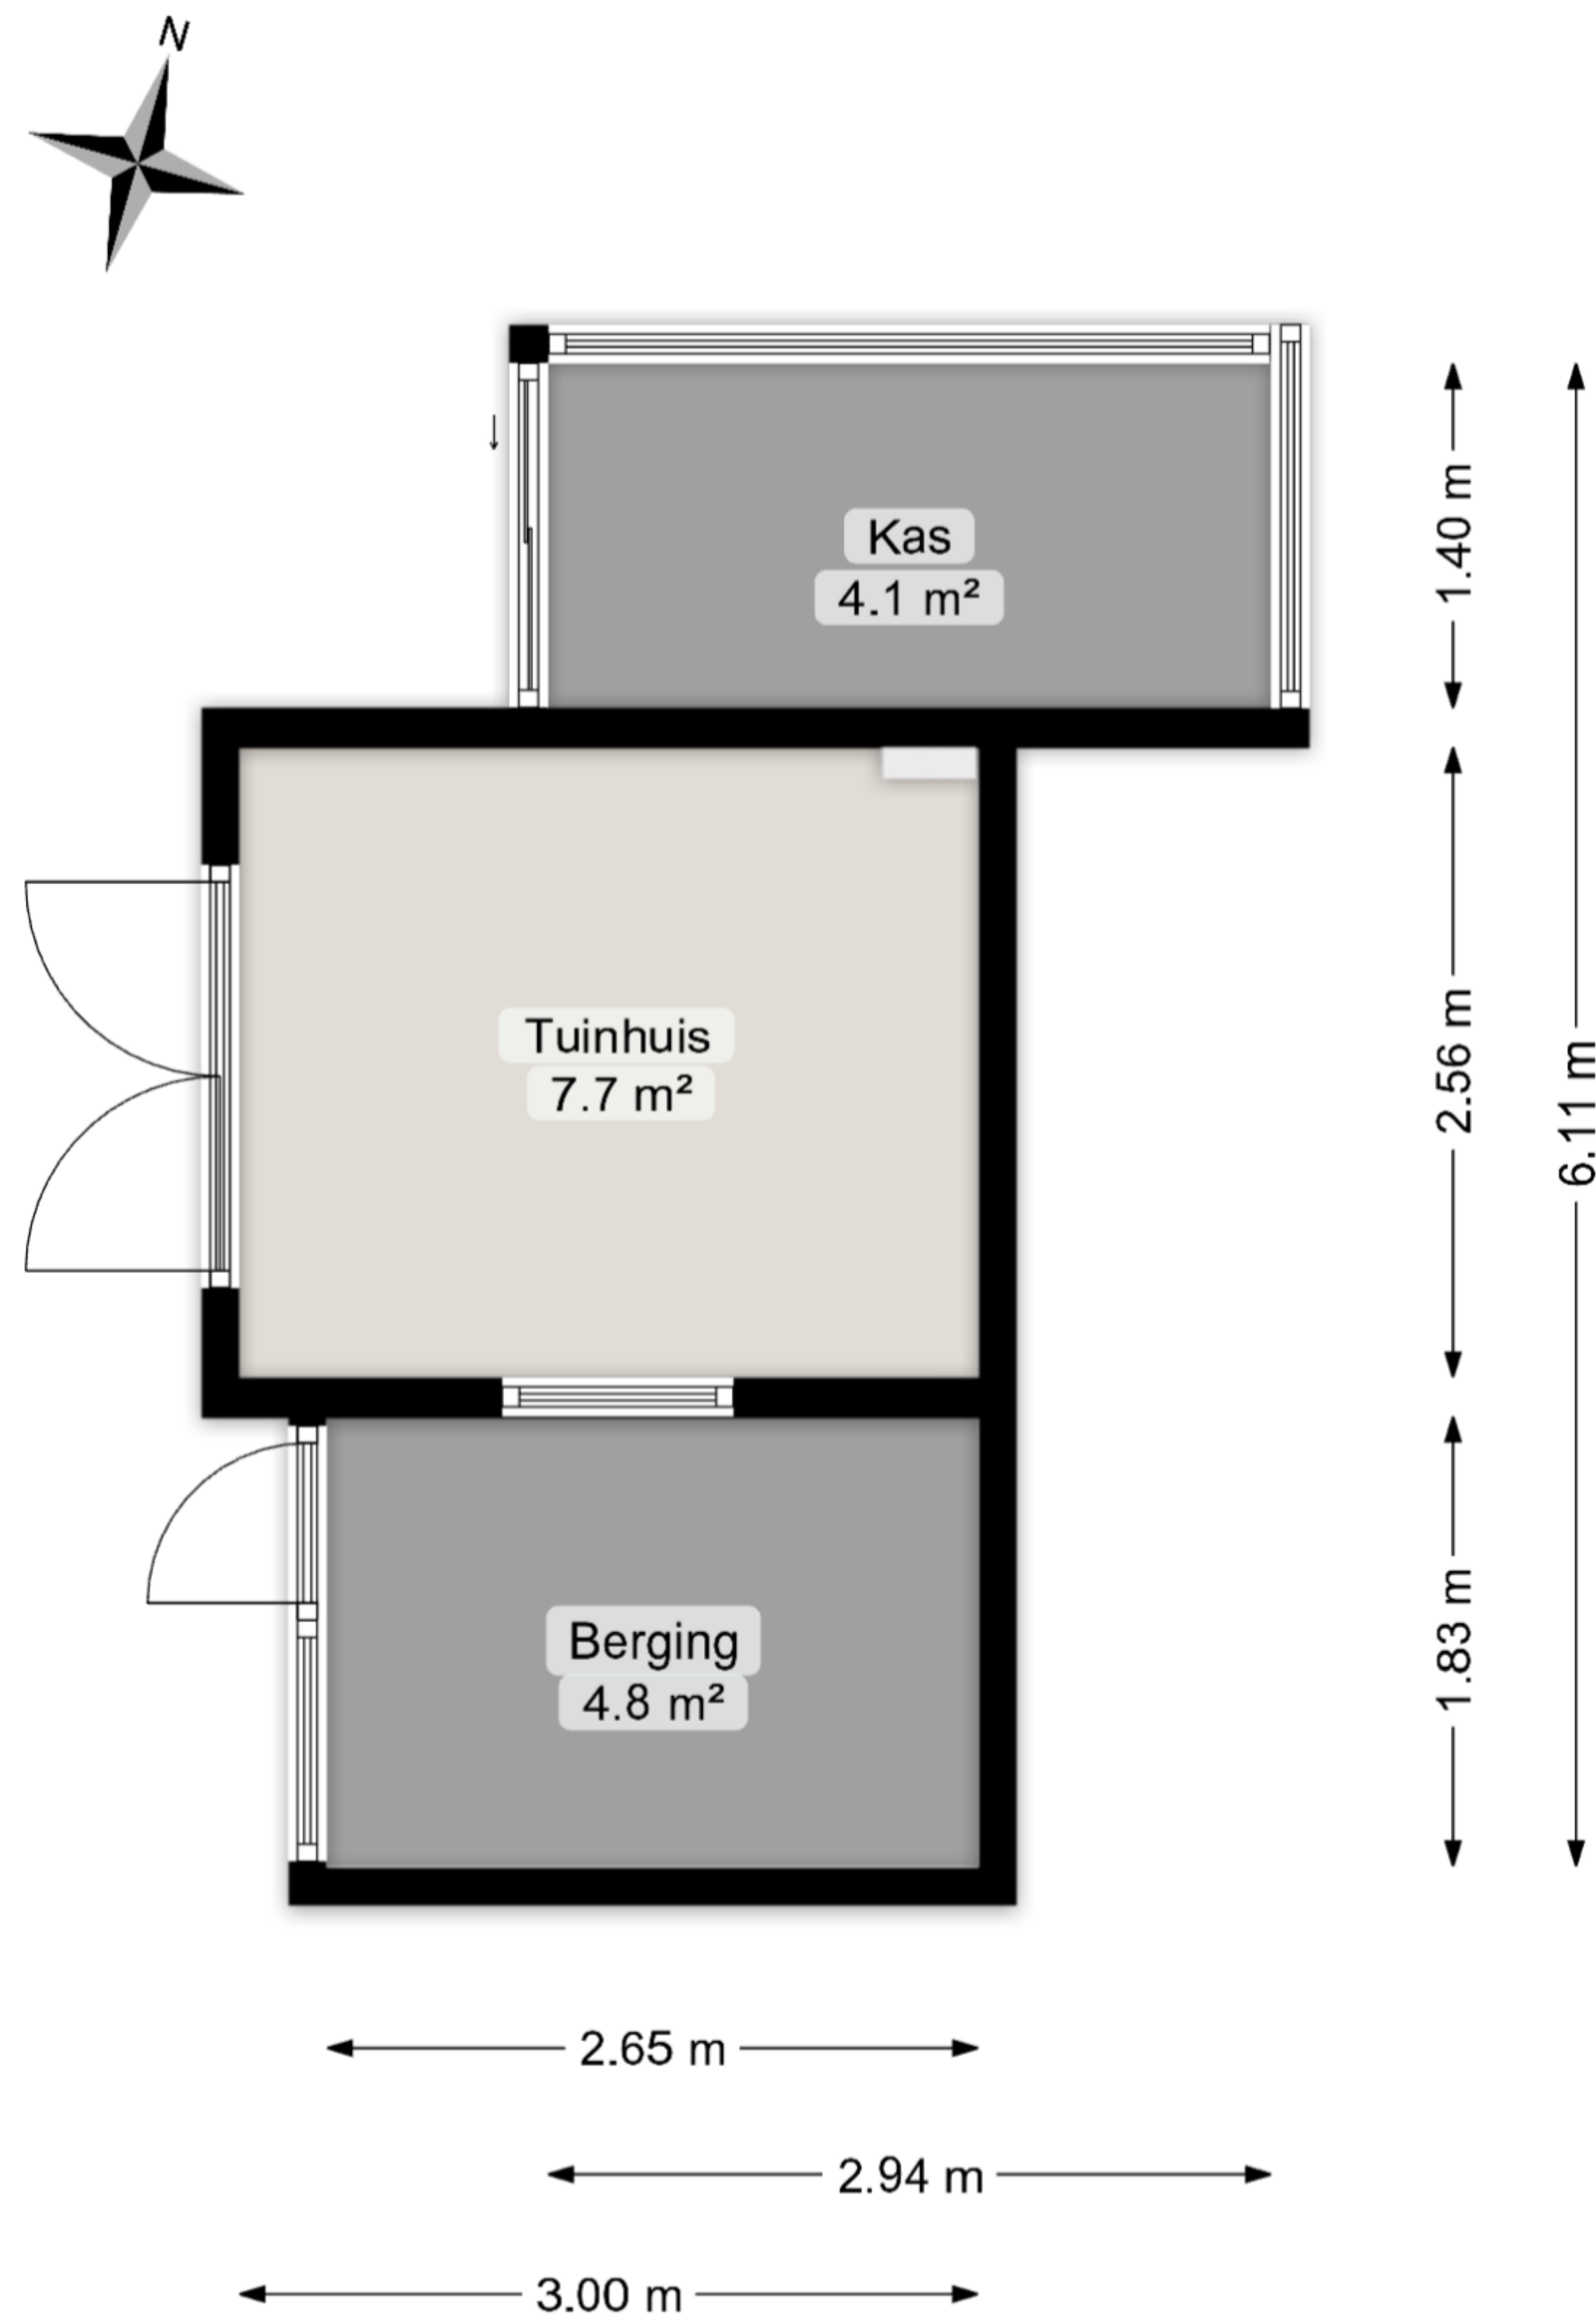 N
Kas
4.1 m²
1.40 m
Tuinhuis
7.7 m²
2.56 m
6.11 m
Berging
4.8 m²
1.83 m
2.65 m
2.94 m
3.00 m